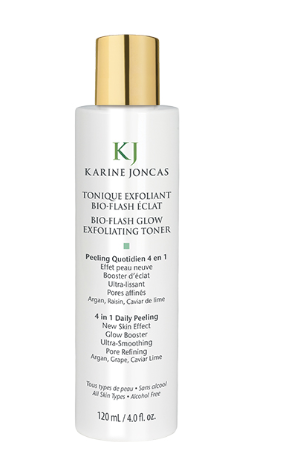 KJ
KARINE JONCAS
TONIQUE EXFOLIANT
BIO-FLASH ÉCLAT
BIO-FLASH GLOW
EXFOLIATING TONER
Peeling Quotidien 4 en 1
Effet peau neuve
Booster d'éclat
Ultra-lissant
Pores affinés
Argan, Raisin, Caviar de lime
4 in 1 Daily Peeling
New Skin Effect
Glow Booster
Ultra-Smoothing
Pore Refining
Argan, Grape, Caviar Lime
Tous types de peau • Sans alcool
All Skin Types • Alcohol Free
120 mL / 4.0 fl. oz.